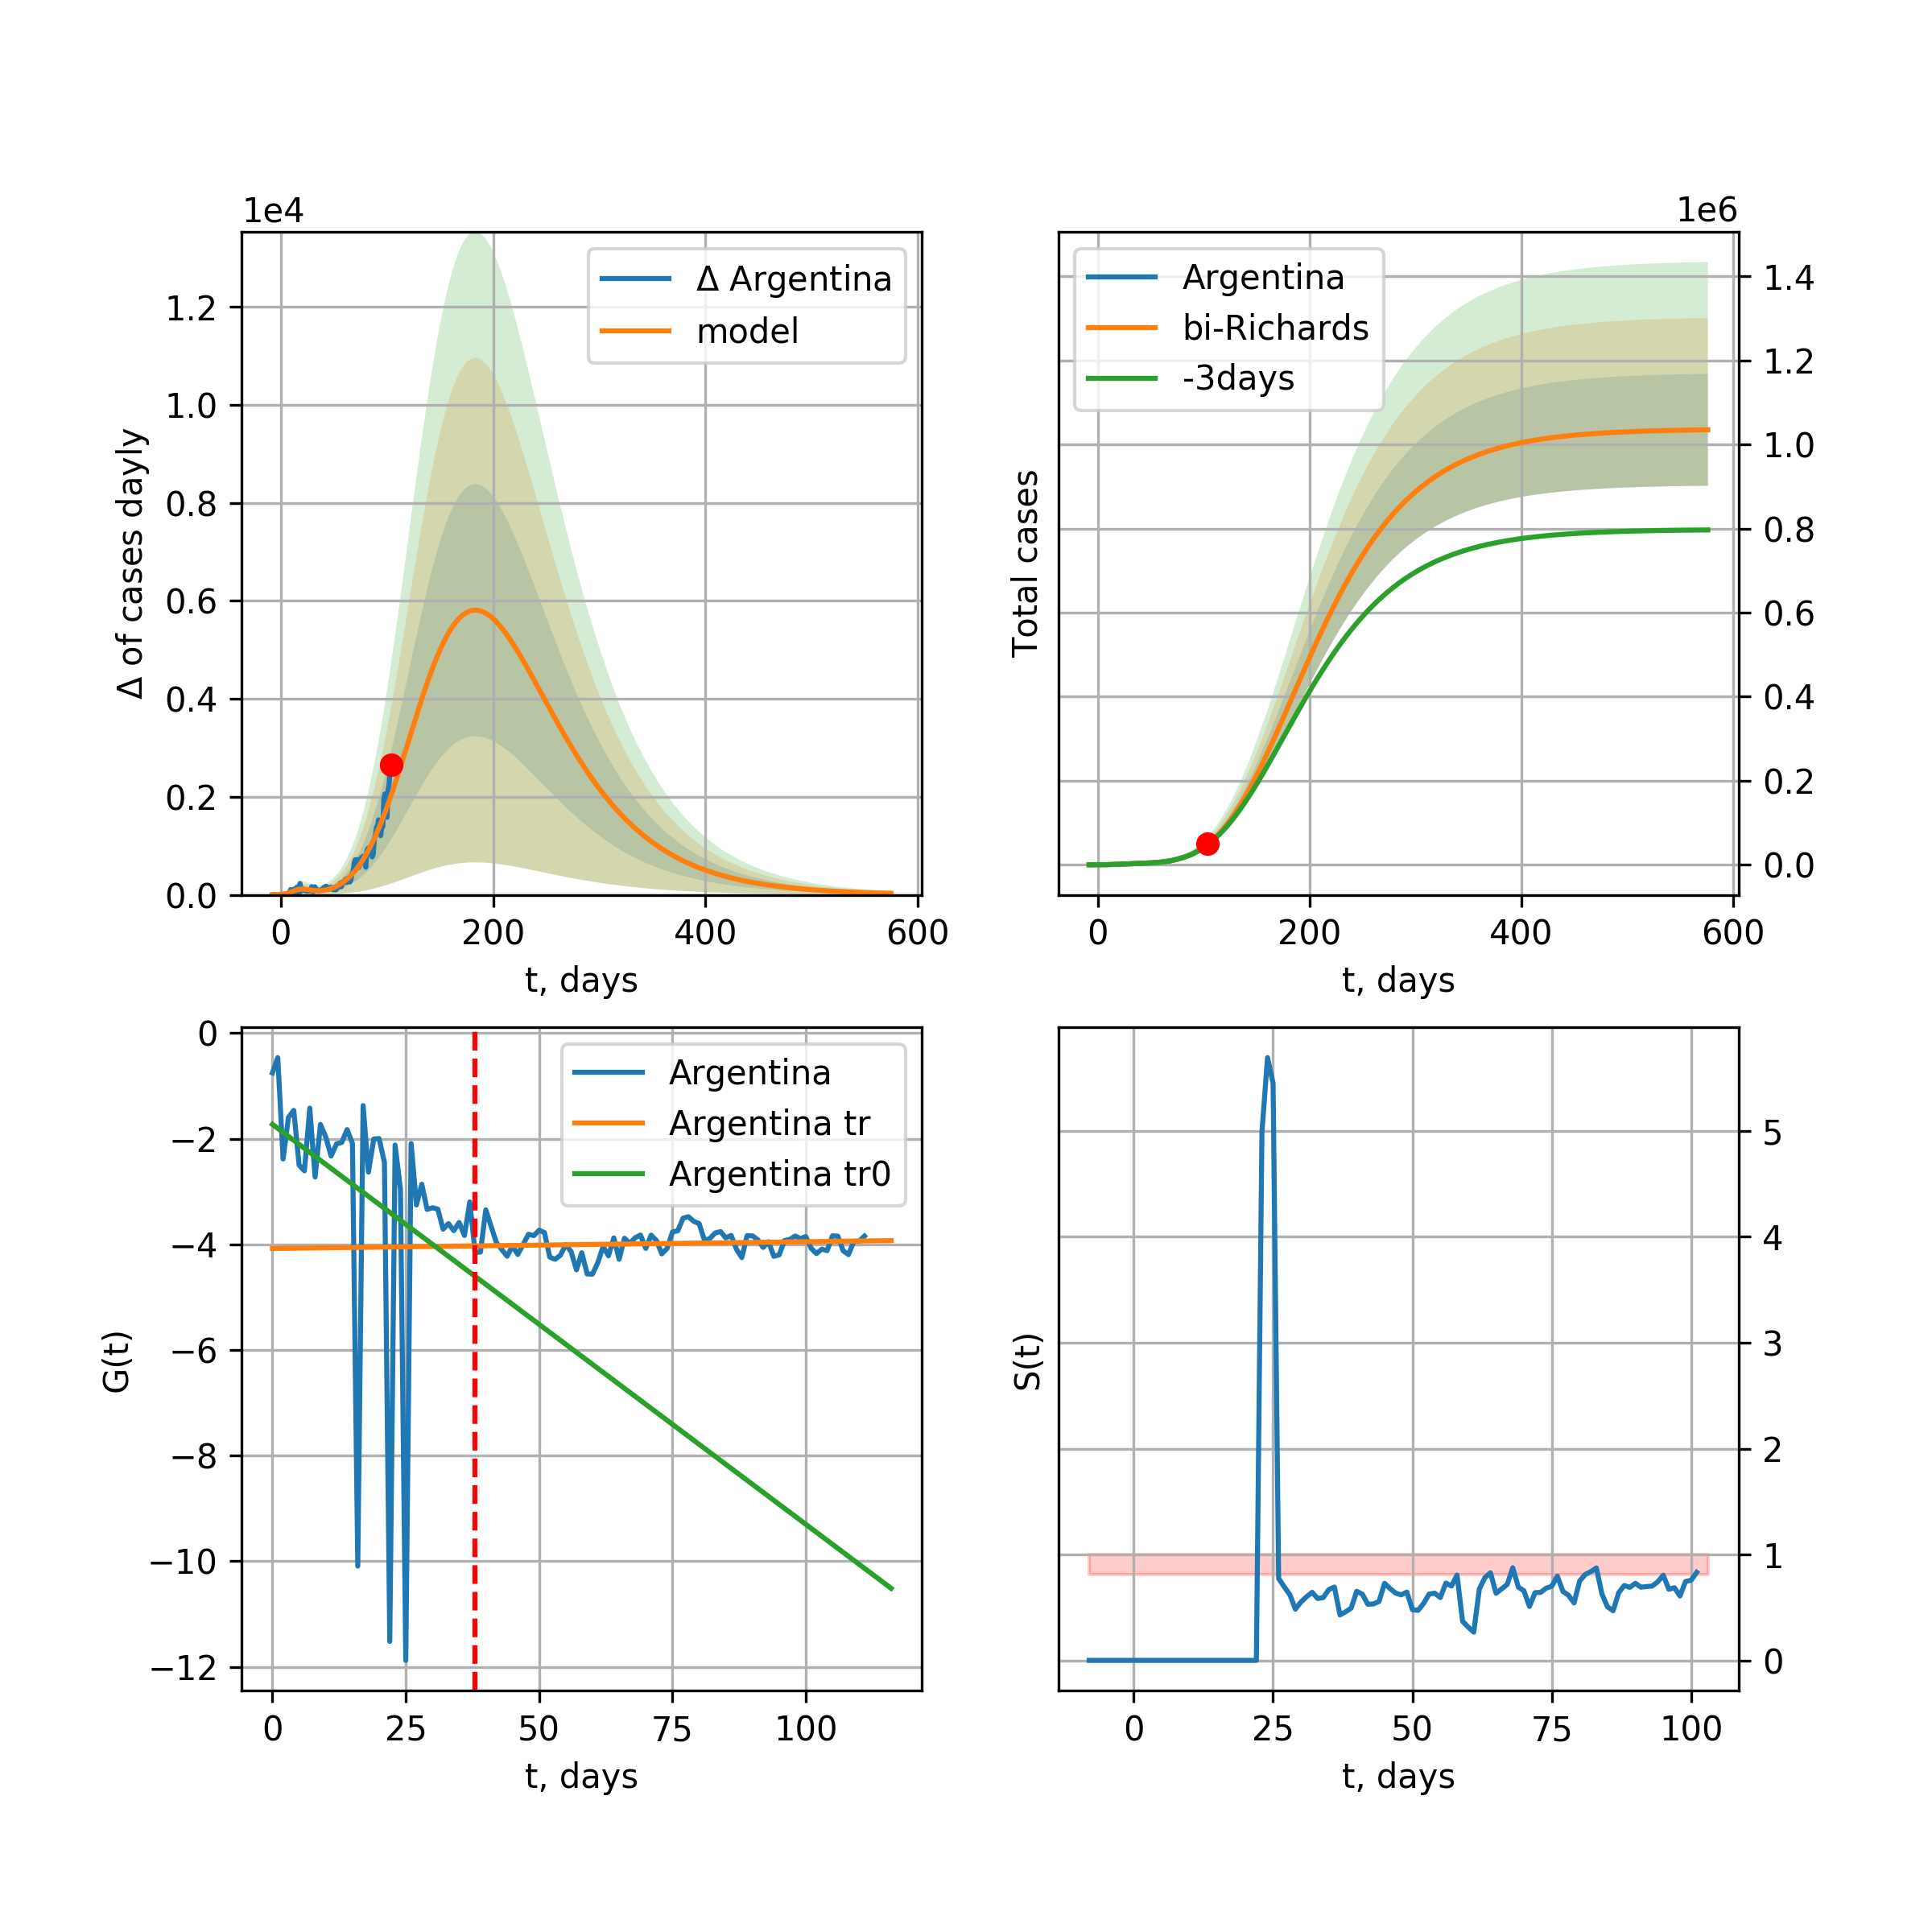 1e4
Δ Argentina
model
1.2
1.0
0.8
0.6
0.4
0.2
0.0
Δ of cases dayly
0 200 400 600
t, days
1e6
Argentina
bi-Richards
-3days
1.4
1.2
1.0
0.8
0.6
0.4
0.2
0.0
Total cases
0 200 400 600
t, days
Argentina
Argentina tr
Argentina tr0
0
−2
−4
−6
−8
−10
−12
G(t)
0 25 50 75 100
t, days
5
4
3
2
1
0
S(t)
0 25 50 75 100
t, days